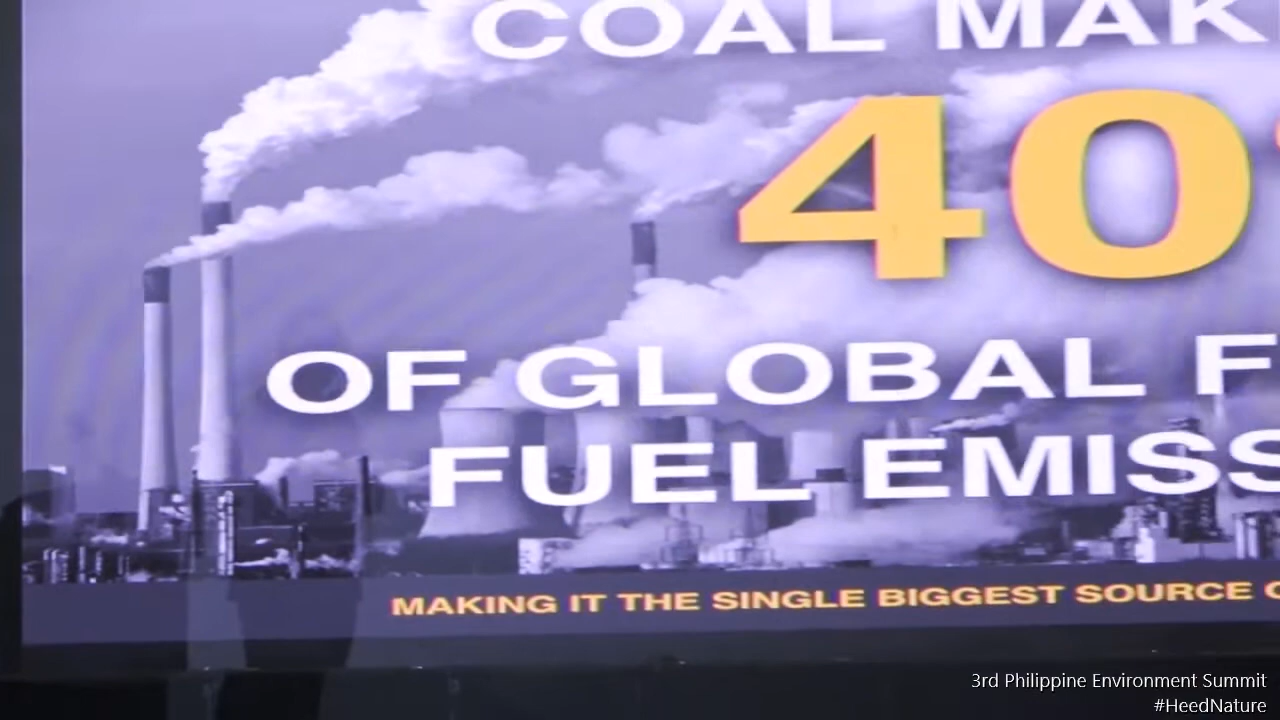 COAL MAK
40
OF GLOBAL F
FUEL EMISS
MAKING IT THE SINGLE BIGGEST SOURCE
3rd Philippine Environment Summit
#HeedNature